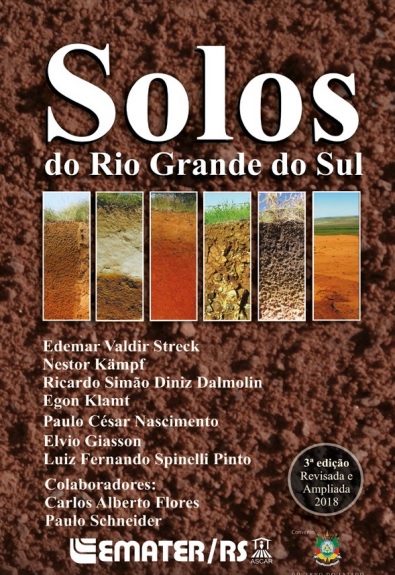 Solos
do Rio Grande do Sul
Edemar Valdir Streck
Nestor Kämpf
Ricardo Simão Diniz Dalmolin
Egon Klamt
Paulo César Nascimento
Elvio Giasson
Luiz Fernando Spinelli Pinto
3ª edição
Revisada e
Ampliada
2018
Colaboradores:
Carlos Alberto Flores
Paulo Schneider
EMATER/RS
ASCAR